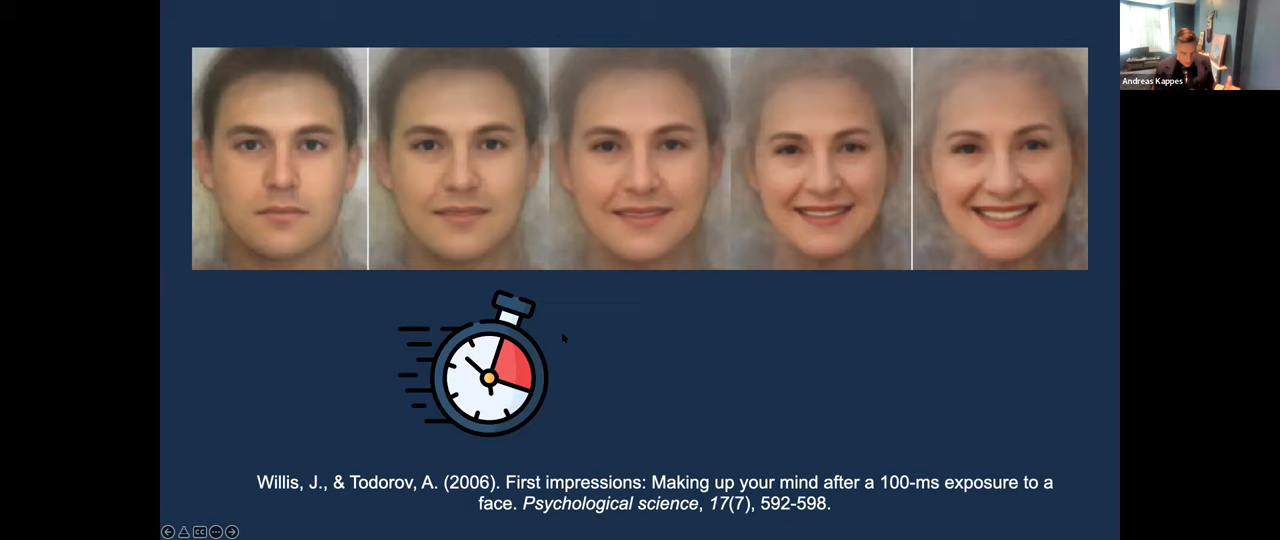 Andreas Kappes
Willis, J., & Todorov, A. (2006). First impressions: Making up your mind after a 100-ms exposure to a
face. Psychological science, 17(7), 592-598.
CC